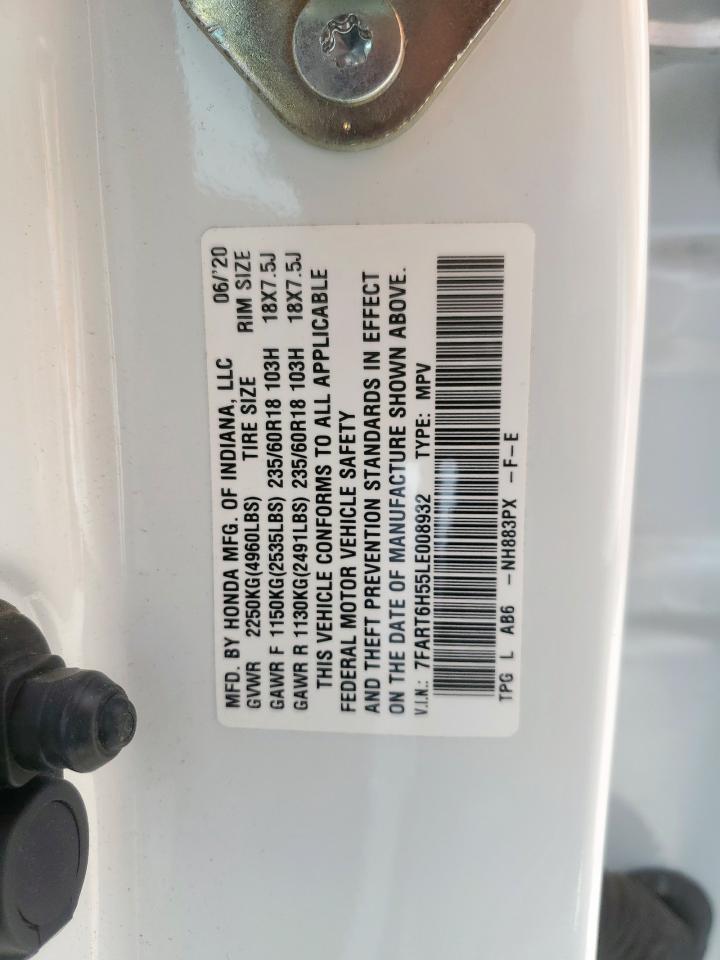 MFD. BY HONDA MFG. OF INDIANA, LLC 06/'20
GVWR 2250KG(4960LBS) TIRE SIZE RIM SIZE
GAWR F 1150KG(2535LBS) 235/60R18 103H 18X7.5J
GAWR R 1130KG(2491LBS) 235/60R18 103H 18X7.5J
THIS VEHICLE CONFORMS TO ALL APPLICABLE
FEDERAL MOTOR VEHICLE SAFETY
AND THEFT PREVENTION STANDARDS IN EFFECT
ON THE DATE OF MANUFACTURE SHOWN ABOVE.
V.I.N.: 7FART6H55LE008932 TYPE: MPV
TPG L AB6 -NH883PX -F-E